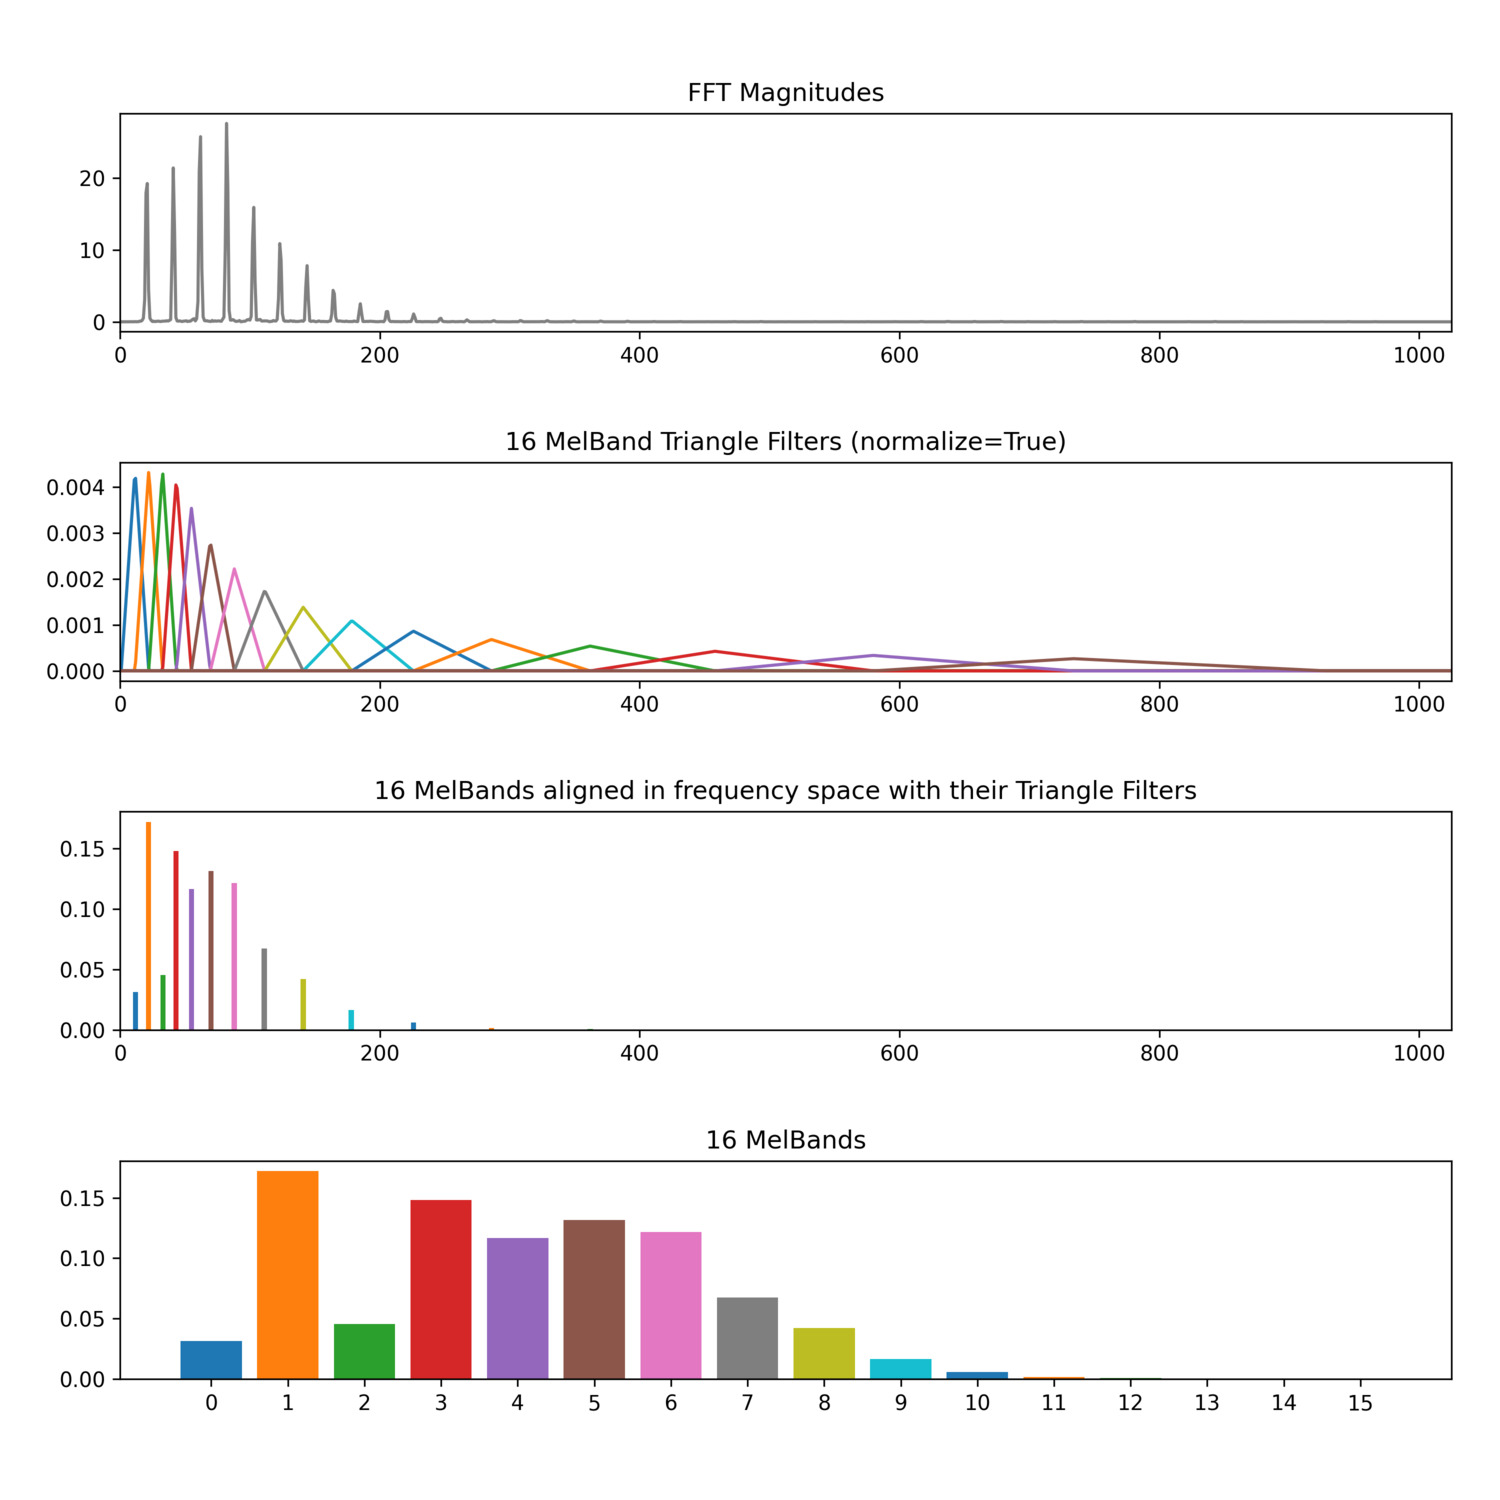 FFT Magnitudes
20
10
0
0 200 400 600 800 1000
16 MelBand Triangle Filters (normalize=True)
0.004
0.003
0.002
0.001
0.000
0 200 400 600 800 1000
16 MelBands aligned in frequency space with their Triangle Filters
0.15
0.10
0.05
0.00
0 200 400 600 800 1000
16 MelBands
0.15
0.10
0.05
0.00
0 1 2 3 4 5 6 7 8 9 10 11 12 13 14 15